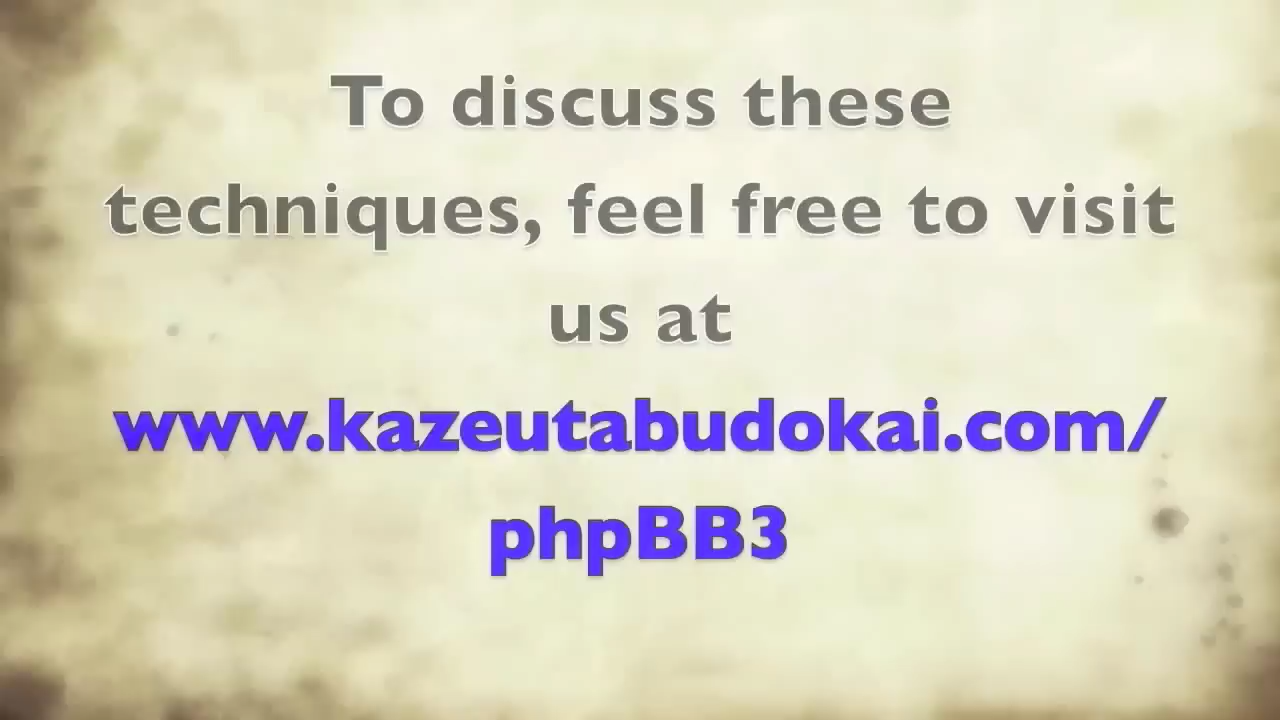 To discuss these
techniques, feel free to visit
us at
www.kazeutabudokai.com/
phpBB3